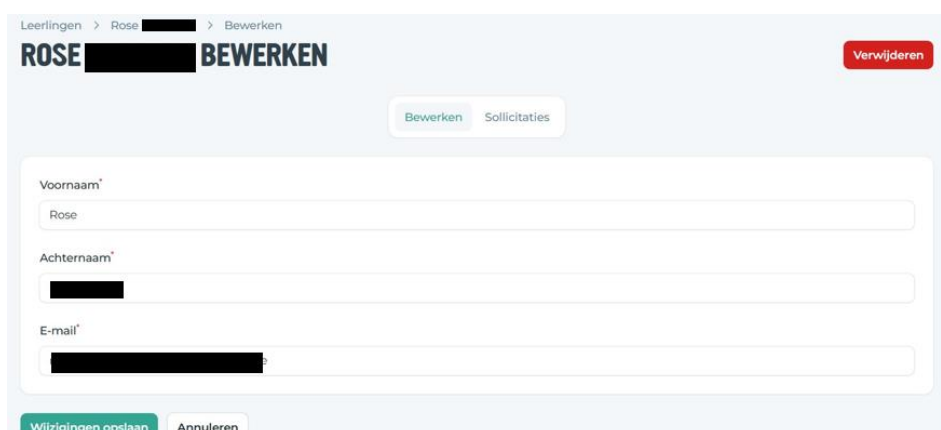 Leerlingen > Rose > Bewerken
ROSE BEWERKEN
Verwijderen
Bewerken Sollicitaties
Voornaam*
Rose
Achternaam*
E-mail*
Wijzigingen opslaan Annuleren